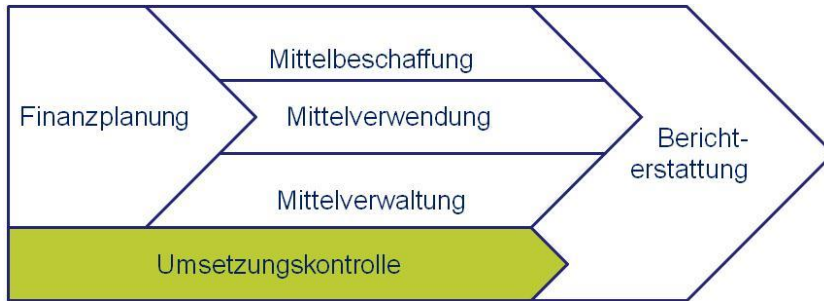 Mittelbeschaffung
Finanzplanung
Mittelverwendung
Bericht-
erstattung
Mittelverwaltung
Umsetzungskontrolle